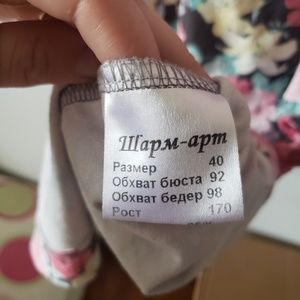 Шарм-арт
Размер 40
Обхват бюста 92
Обхват бедер 98
Рост 170